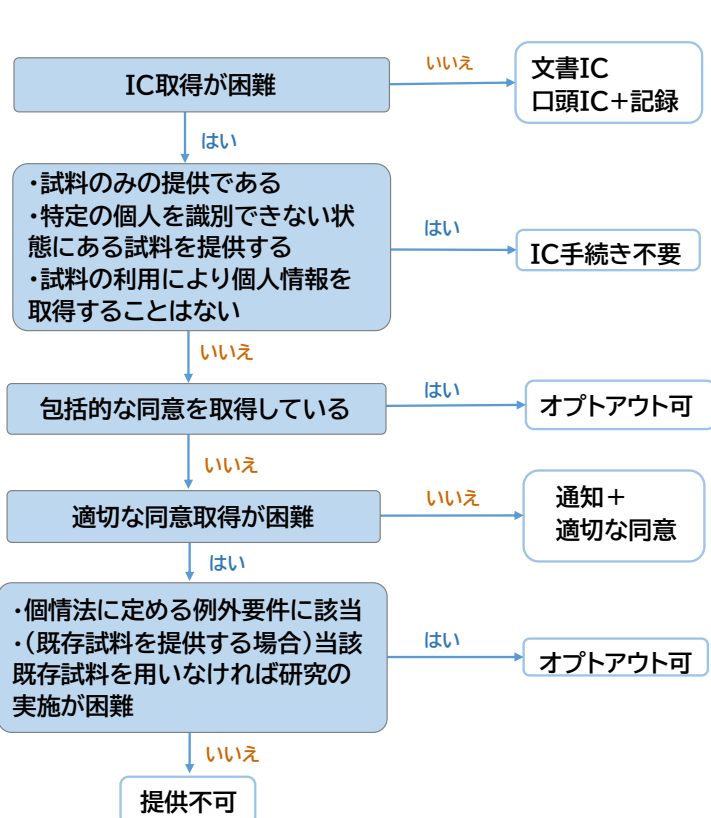 IC取得が困難
いいえ
文書IC
口頭IC+記録
はい
・試料のみの提供である
・特定の個人を識別できない状
態にある試料を提供する
・試料の利用により個人情報を
取得することはない
はい
IC手続き不要
いいえ
包括的な同意を取得している
はい
オプトアウト可
いいえ
適切な同意取得が困難
いいえ
通知+
適切な同意
はい
・個情法に定める例外要件に該当
・(既存試料を提供する場合)当該
既存試料を用いなければ研究の
実施が困難
はい
オプトアウト可
いいえ
提供不可